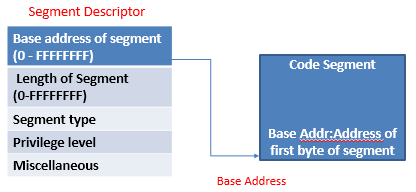 Segment Descriptor
Base address of segment
(0 - FFFFFFFF)
Length of Segment
(0-FFFFFFFF)
Segment type
Privilege level
Miscellaneous
Code Segment
Base Addr:Address of
first byte of segment
Base Address